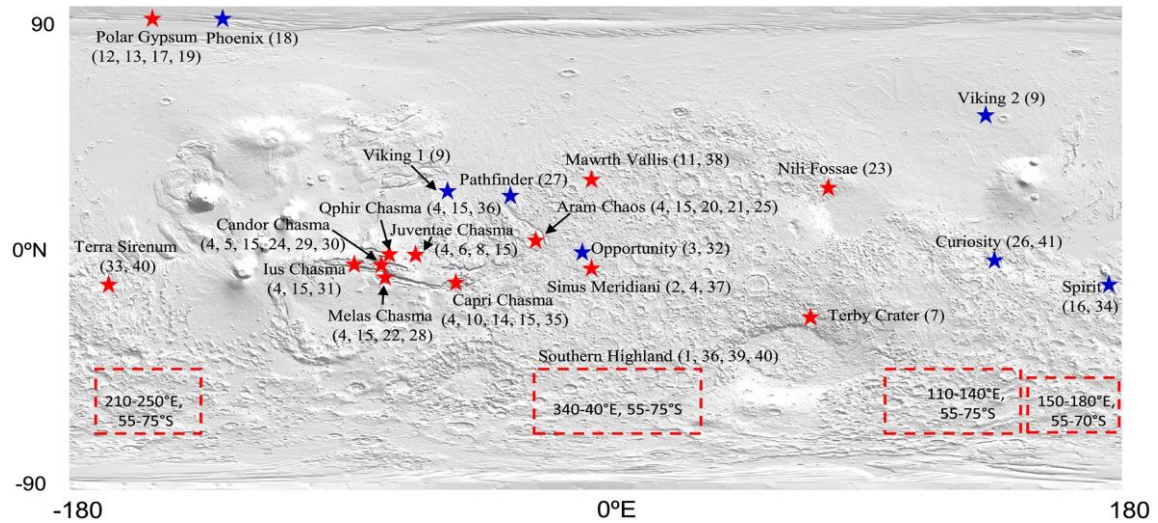 90
Polar Gypsum
(12, 13, 17, 19)
Phoenix (18)
Viking 2 (9)
Viking 1 (9)
Pathfinder (27)
Mawrth Vallis (11, 38)
Nili Fossae (23)
Qphir Chasma (4, 15, 36)
Aram Chaos (4, 15, 20, 21, 25)
Candor Chasma
(4, 5, 15, 24, 29, 30)
Juventae Chasma
(4, 6, 8, 15)
0ºN
Terra Sirenum
(33, 40)
Opportunity (3, 32)
Curiosity (26, 41)
Ius Chasma
(4, 15, 31)
Sinus Meridiani (2, 4, 37)
Spirit
(16, 34)
Melas Chasma
(4, 15, 22, 28)
Capri Chasma
(4, 10, 14, 15, 35)
Terby Crater (7)
Southern Highland (1, 36, 39, 40)
210-250°E,
55-75°S
340-40°E, 55-75°S
110-140°E,
55-75°S
150-180°E,
55-70°S
-90
-180
0ºE
180